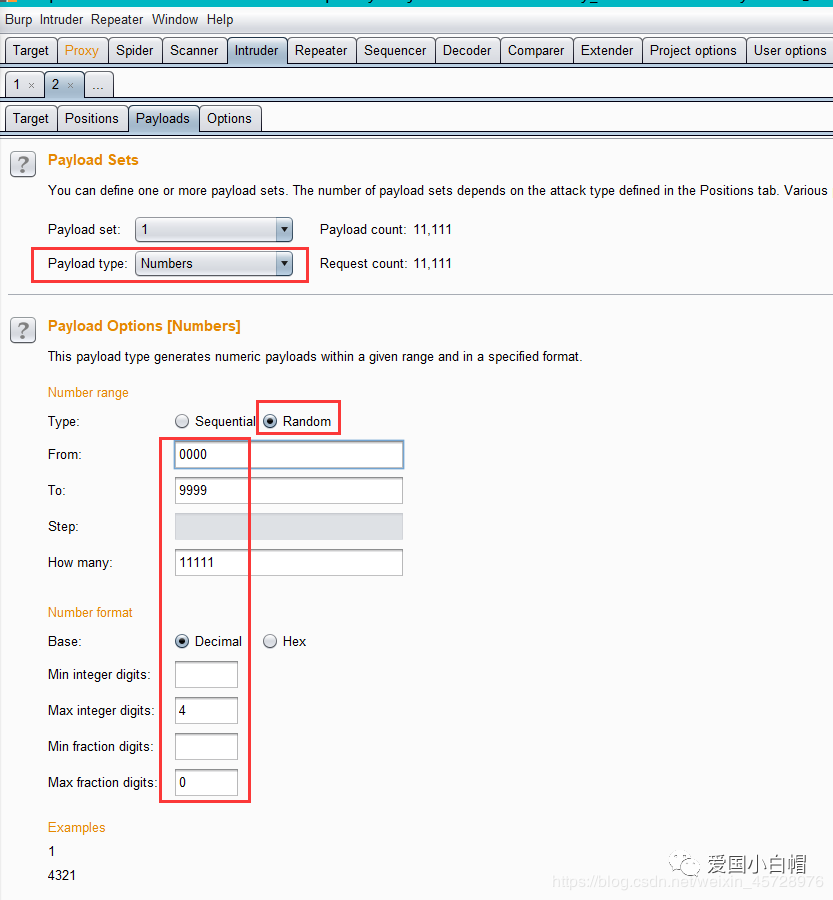 Burp Intruder Repeater Window Help
Target Proxy Spider Scanner Intruder Repeater Sequencer Decoder Comparer Extender Project options User options
1 × 2 × ...
Target Positions Payloads Options
? Payload Sets
You can define one or more payload sets. The number of payload sets depends on the attack type defined in the Positions tab. Various
Payload set: 1 Payload count: 11,111
Payload type: Numbers Request count: 11,111
? Payload Options [Numbers]
This payload type generates numeric payloads within a given range and in a specified format.
Number range
Type: Sequential Random
From: 0000
To: 9999
Step:
How many: 11111
Number format
Base: Decimal Hex
Min integer digits:
Max integer digits: 4
Min fraction digits:
Max fraction digits: 0
Examples
1
4321
爱国小白帽
https://blog.csdn.net/weixin_45728976